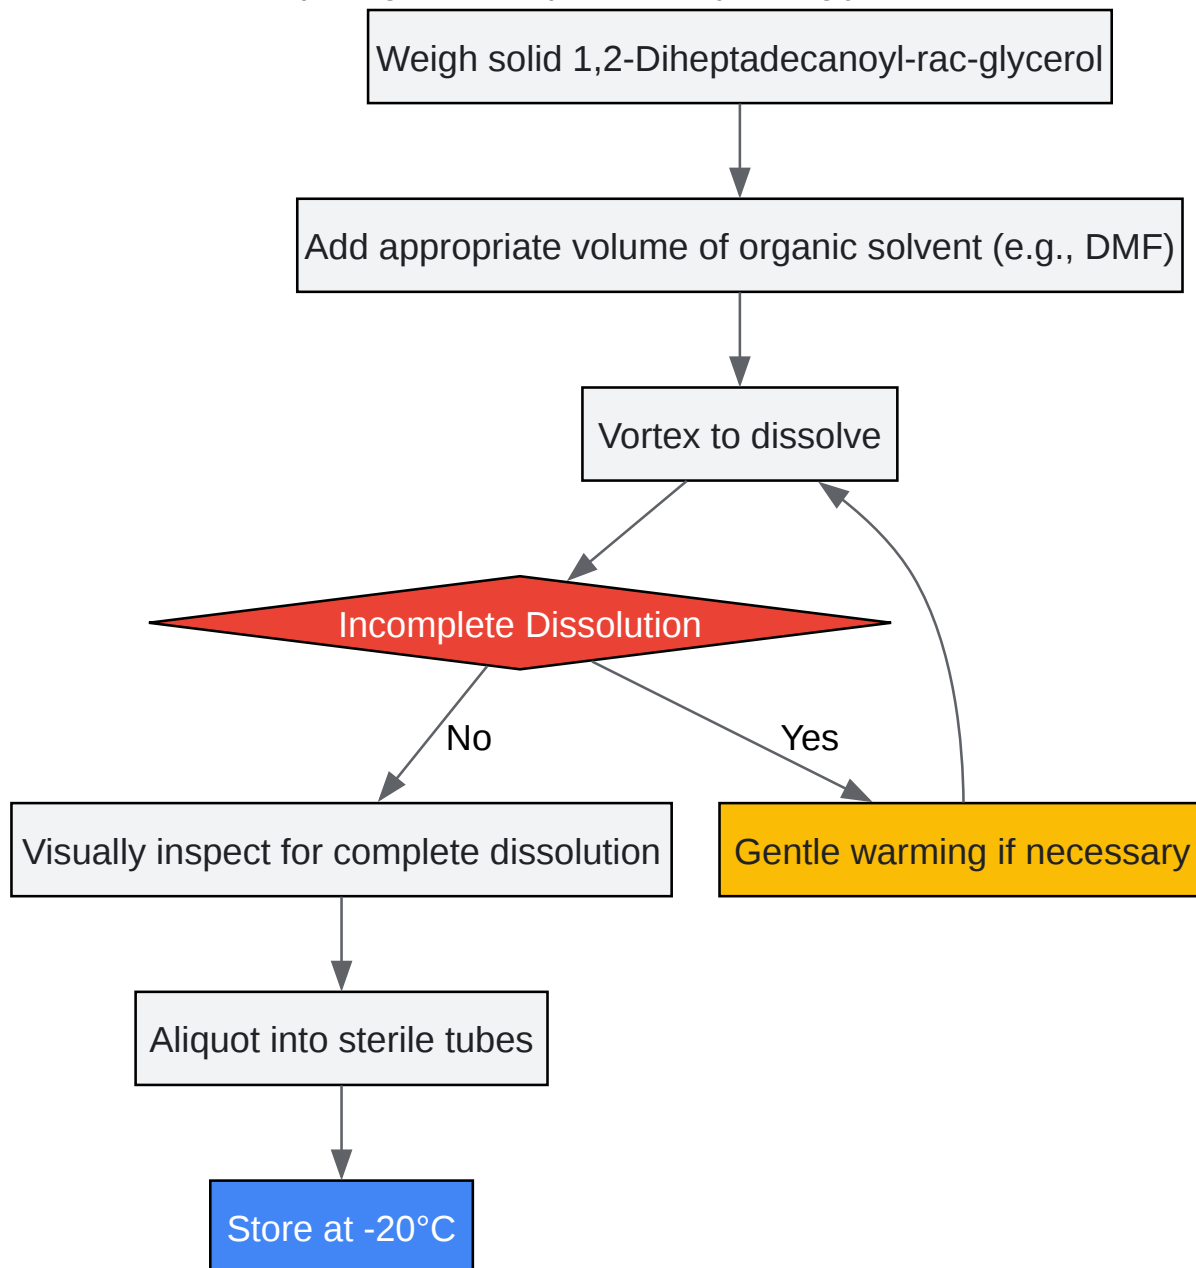 Weigh solid 1,2-Diheptadecanoyl-rac-glycerol
Add appropriate volume of organic solvent (e.g., DMF)
Vortex to dissolve
Incomplete Dissolution
No
Yes
Visually inspect for complete dissolution
Gentle warming if necessary
Aliquot into sterile tubes
Store at -20°C